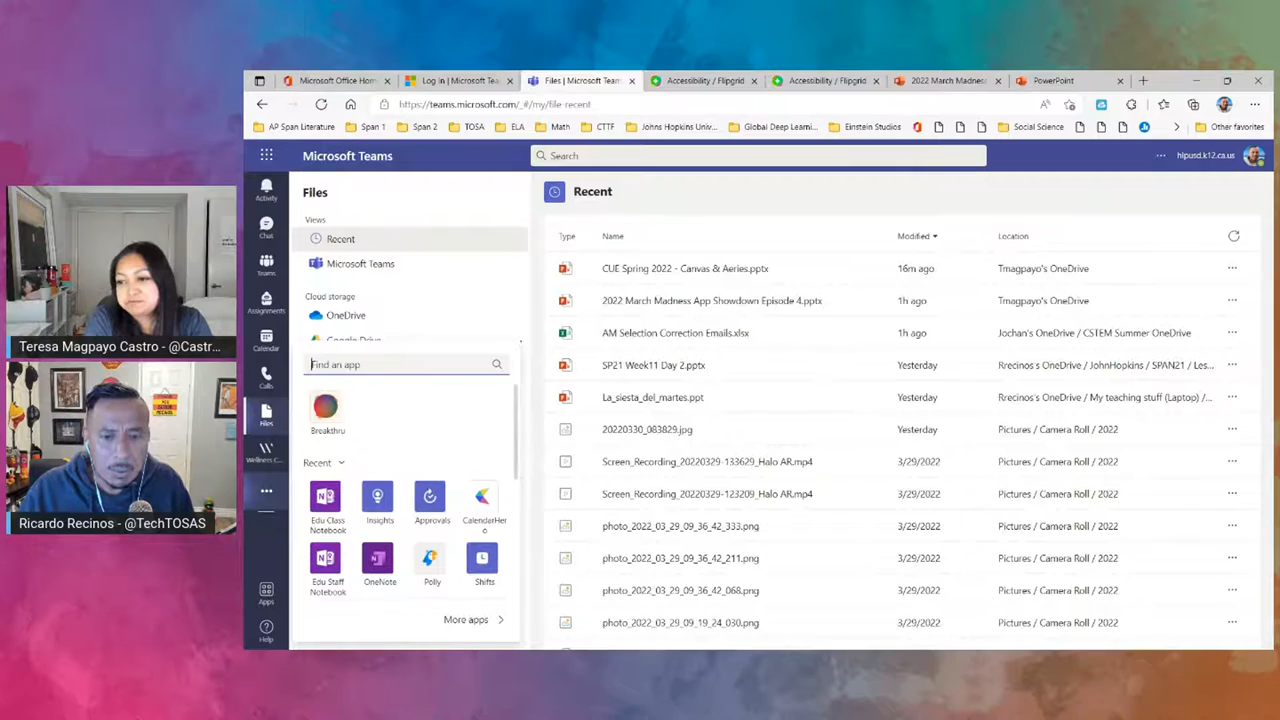 Microsoft Office Hom
Log In | Microsoft Tea
Files | Microsoft Team
Accessibility / Flipgrid
Accessibility / Flipgrid
2022 March Madness
PowerPoint
https://teams.microsoft.com/_#/my/file-recent
AP Span Literature
Span 1
Span 2
TOSA
ELA
Math
CTTF
Johns Hopkins Univ...
Global Deep Learni...
Einstein Studios
Social Science
Other favorites
Microsoft Teams
Search
hlpusd.k12.ca.us
Activity
Chat
Teams
Assignments
Calendar
Calls
Files
Wellness C...
Apps
Help
Files
Views
Recent
Microsoft Teams
Cloud storage
OneDrive
Find an app
Breakthru
Recent
Edu Class Notebook
Insights
Approvals
CalendarHero
Edu Staff Notebook
OneNote
Polly
Shifts
More apps
Recent
Type Name Modified Location
CUE Spring 2022 - Canvas & Aeries.pptx 16m ago Tmagpayo's OneDrive
2022 March Madness App Showdown Episode 4.pptx 1h ago Tmagpayo's OneDrive
AM Selection Correction Emails.xlsx 1h ago Jochan's OneDrive / CSTEM Summer OneDrive
SP21 Week11 Day 2.pptx Yesterday Rrecinos's OneDrive / JohnHopkins / SPAN21 / Les...
La_siesta_del_martes.ppt Yesterday Rrecinos's OneDrive / My teaching stuff (Laptop) /...
20220330_083829.jpg Yesterday Pictures / Camera Roll / 2022
Screen_Recording_20220329-133629_Halo AR.mp4 3/29/2022 Pictures / Camera Roll / 2022
Screen_Recording_20220329-123209_Halo AR.mp4 3/29/2022 Pictures / Camera Roll / 2022
photo_2022_03_29_09_36_42_333.png 3/29/2022 Pictures / Camera Roll / 2022
photo_2022_03_29_09_36_42_211.png 3/29/2022 Pictures / Camera Roll / 2022
photo_2022_03_29_09_36_42_068.png 3/29/2022 Pictures / Camera Roll / 2022
photo_2022_03_29_09_19_24_030.png 3/29/2022 Pictures / Camera Roll / 2022
Teresa Magpayo Castro - @Castr...
Ricardo Recinos - @TechTOSAS